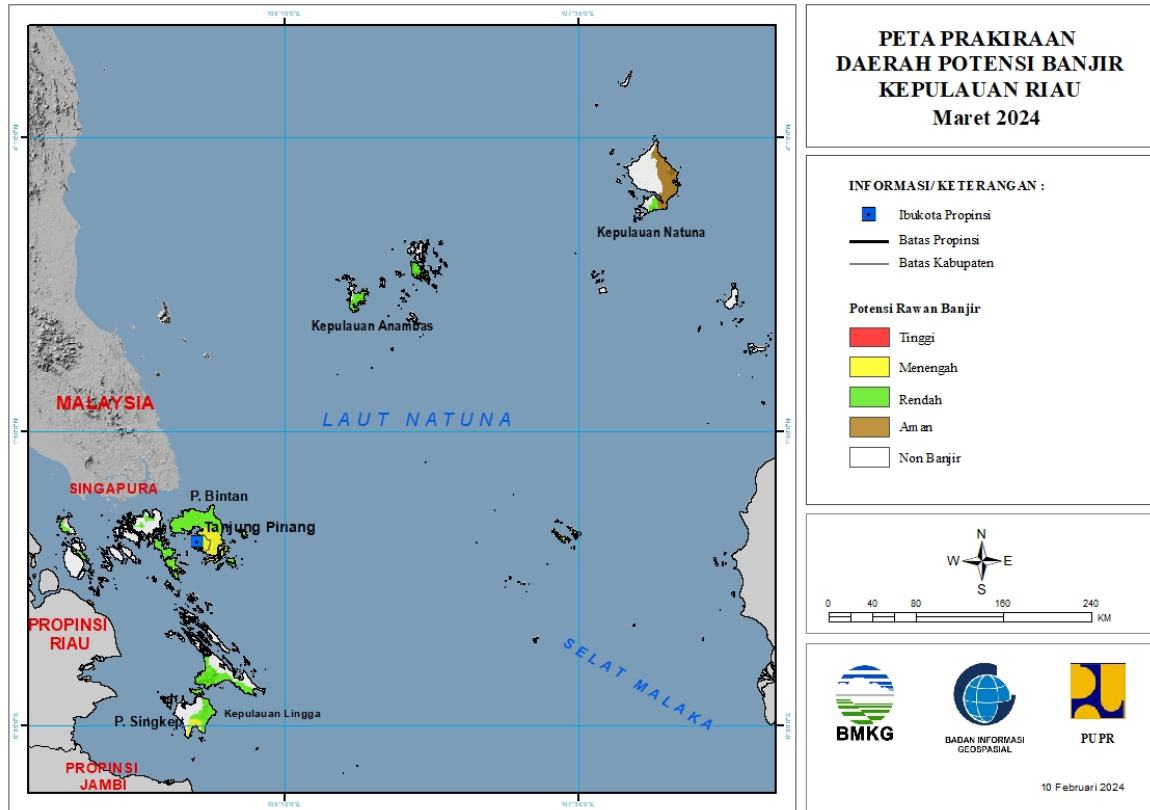 PETA PRAKIRAAN
DAERAH POTENSI BANJIR
KEPULAUAN RIAU
Maret 2024
INFORMASI/ KETERANGAN :
Ibukota Propinsi
Batas Propinsi
Batas Kabupaten
Potensi Rawan Banjir
Tinggi
Menengah
Rendah
Aman
Non Banjir
N
W E
S
0 40 80 160 240
KM
BMKG
BADAN INFORMASI
GEOSPASIAL
PUPR
10 Februari 2024
Kepulauan Natuna
Kepulauan Anambas
MALAYSIA
LAUT NATUNA
SINGAPURA
P. Bintan
Tanjung Pinang
PROPINSI
RIAU
SELAT MALAKA
Kepulauan Lingga
P. Singkep
PROPINSI
JAMBI